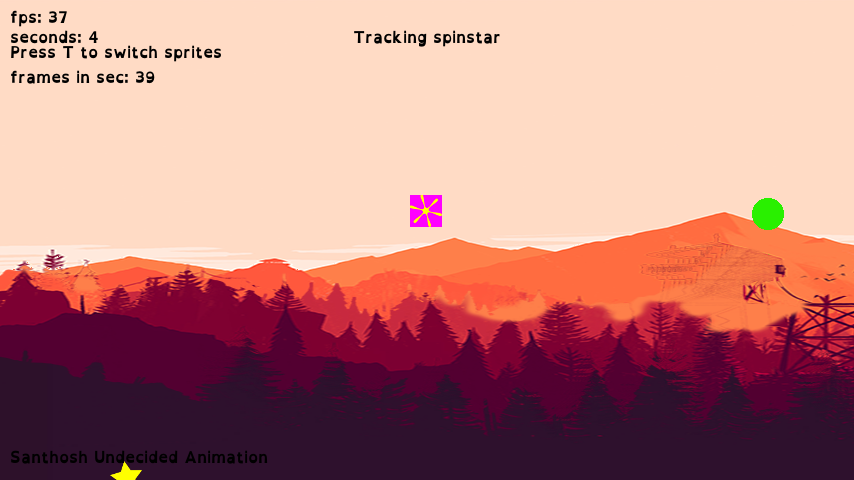 fps: 37
seconds: 4
Tracking spinstar
Press T to switch sprites
frames in sec: 39
Santhosh Undecided Animation